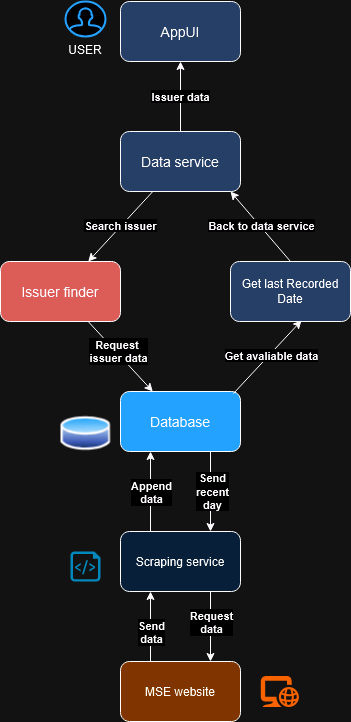 USER
AppUI
Issuer data
Data service
Search issuer
Back to data service
Issuer finder
Get last Recorded
Date
Request
issuer data
Get avaliable data
Database
Append
data
Send
recent
day
Scraping service
Send
data
Request
data
MSE website